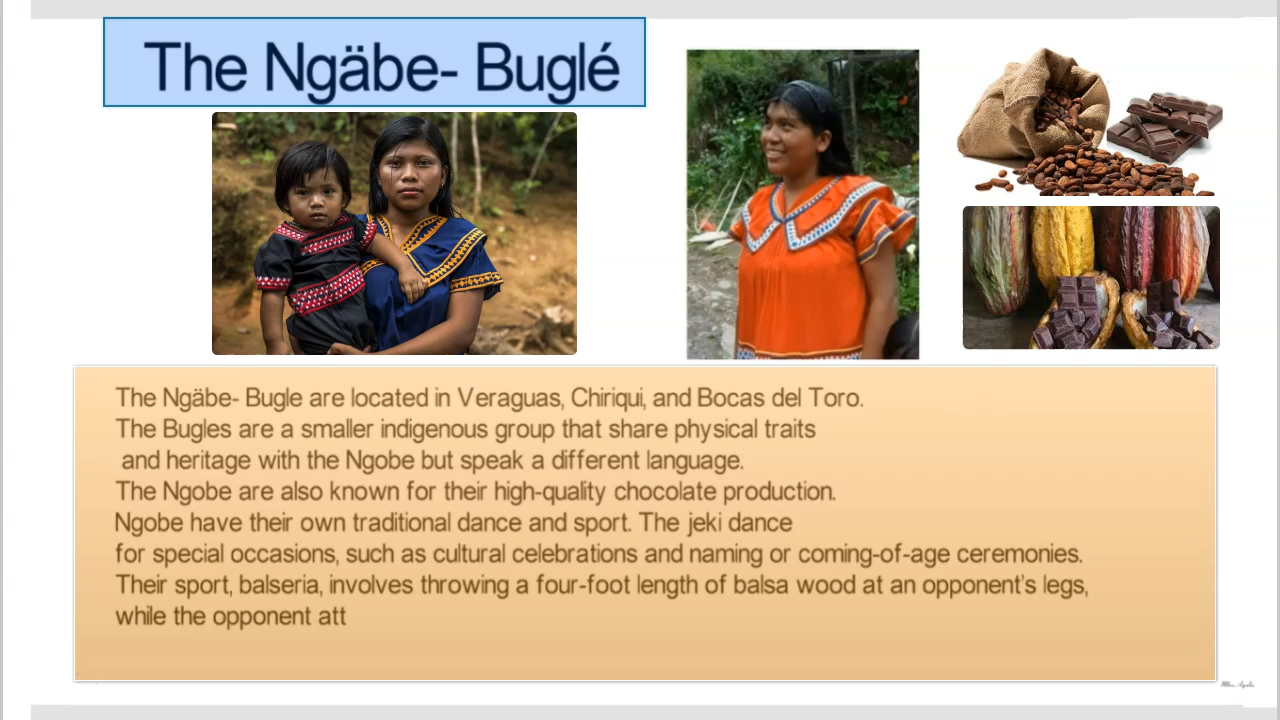 The Ngäbe- Buglé
The Ngäbe- Bugle are located in Veraguas, Chiriqui, and Bocas del Toro.
The Bugles are a smaller indigenous group that share physical traits
and heritage with the Ngobe but speak a different language.
The Ngobe are also known for their high-quality chocolate production.
Ngobe have their own traditional dance and sport. The jeki dance
for special occasions, such as cultural celebrations and naming or coming-of-age ceremonies.
Their sport, balseria, involves throwing a four-foot length of balsa wood at an opponent’s legs,
while the opponent att